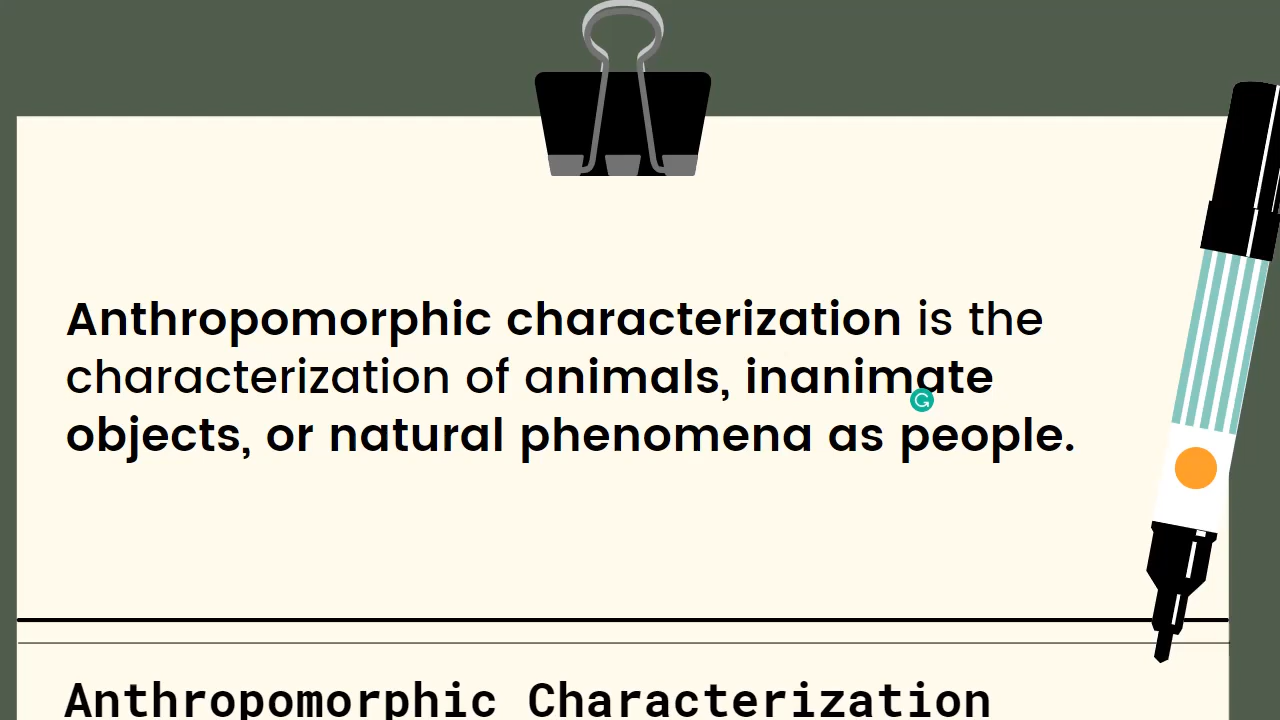 Anthropomorphic characterization is the
characterization of animals, inanimate
objects, or natural phenomena as people.
Anthropomorphic Characterization